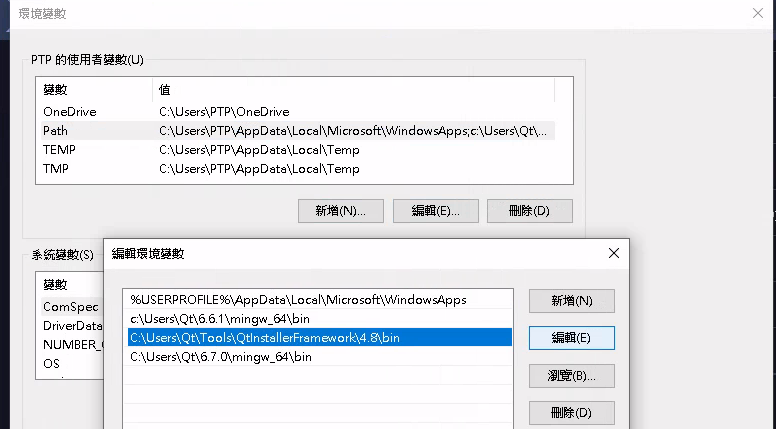 環境變數
PTP 的使用者變數(U)
變數 值
OneDrive C:\Users\PTP\OneDrive
Path C:\Users\PTP\AppData\Local\Microsoft\WindowsApps;c:\Users\Qt\...
TEMP C:\Users\PTP\AppData\Local\Temp
TMP C:\Users\PTP\AppData\Local\Temp
新增(N)... 編輯(E)... 刪除(D)
系統變數(S)
變數
ComSpec
DriverData
NUMBER_
OS
編輯環境變數
%USERPROFILE%\AppData\Local\Microsoft\WindowsApps
c:\Users\Qt\6.6.1\mingw_64\bin
C:\Users\Qt\Tools\QtInstallerFramework\4.8\bin
C:\Users\Qt\6.7.0\mingw_64\bin
新增(N)
編輯(E)
瀏覽(B)...
刪除(D)